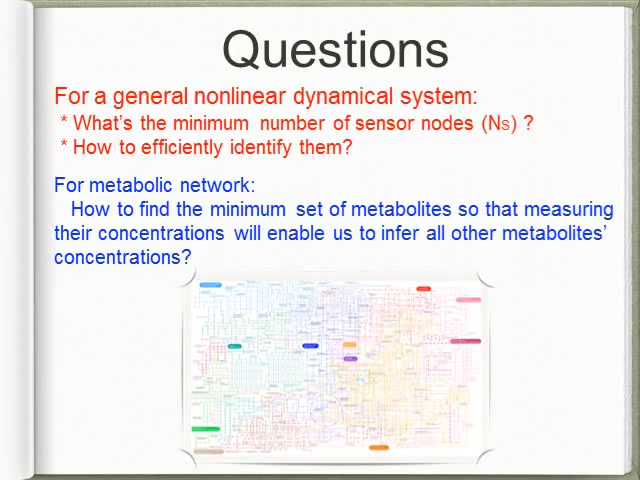 Questions
For a general nonlinear dynamical system:
* What's the minimum number of sensor nodes (NS) ?
* How to efficiently identify them?
For metabolic network:
How to find the minimum set of metabolites so that measuring
their concentrations will enable us to infer all other metabolites'
concentrations?